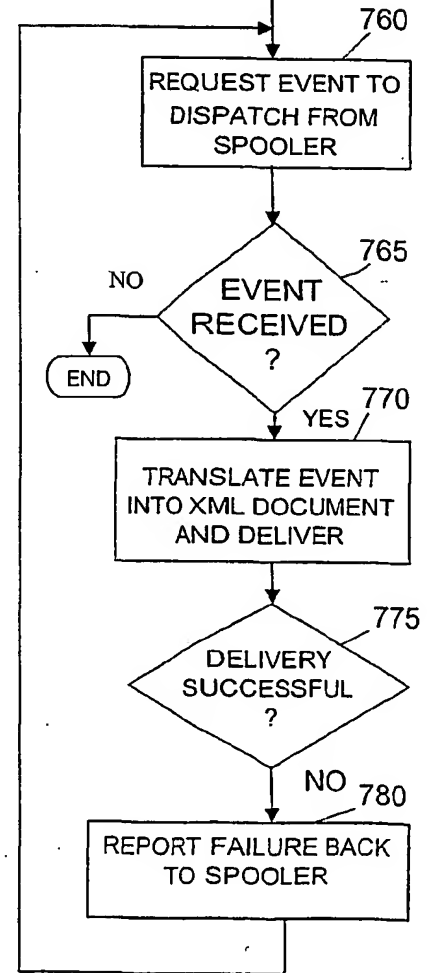 760
REQUEST EVENT TO
DISPATCH FROM
SPOOLER
765
NO
EVENT
RECEIVED
?
END
770
YES
TRANSLATE EVENT
INTO XML DOCUMENT
AND DELIVER
775
DELIVERY
SUCCESSFUL
?
NO
780
REPORT FAILURE BACK
TO SPOOLER